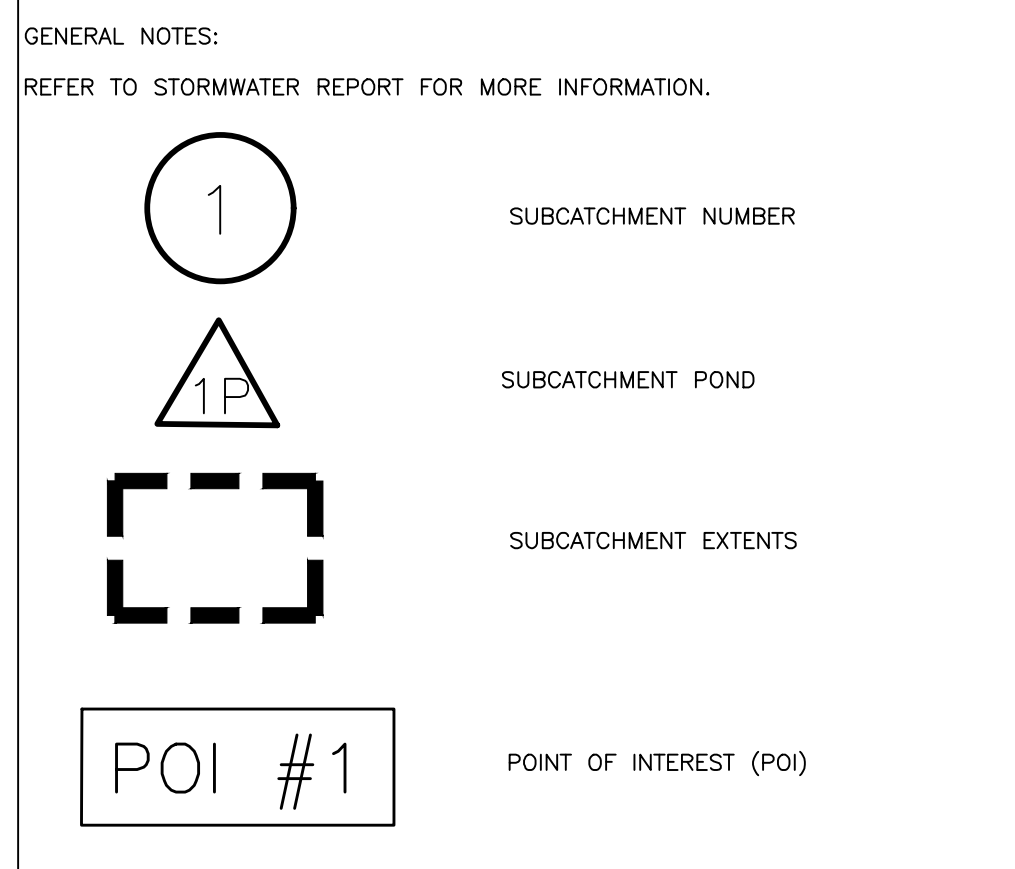 GENERAL NOTES:
REFER TO STORMWATER REPORT FOR MORE INFORMATION.
1 SUBCATCHMENT NUMBER
1P SUBCATCHMENT POND
SUBCATCHMENT EXTENTS
POI #1 POINT OF INTEREST (POI)